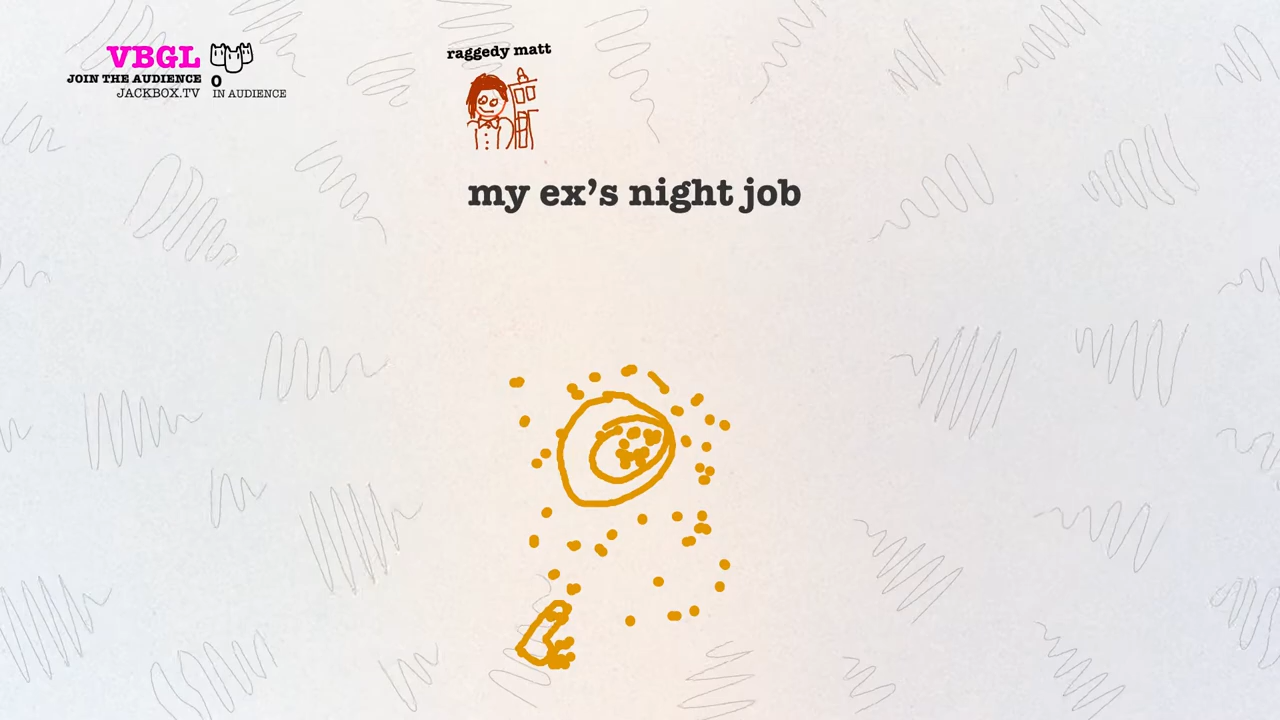 VBGL
JOIN THE AUDIENCE
JACKBOX.TV
0
IN AUDIENCE
raggedy matt
my ex's night job